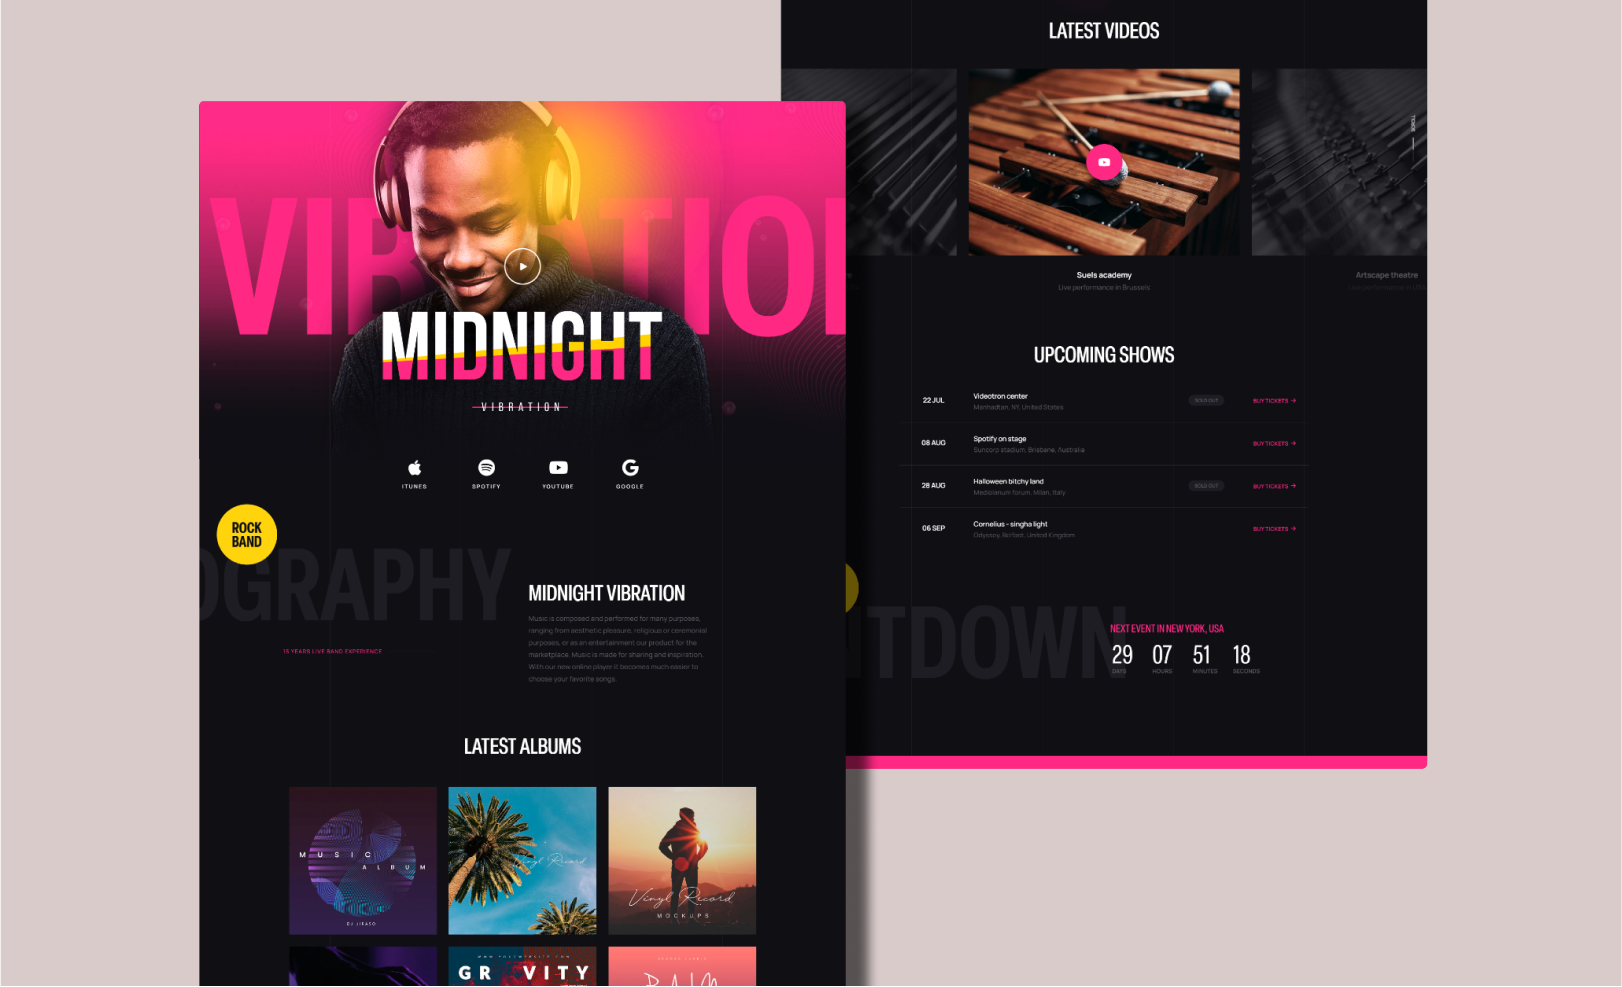 VIBRATION
MIDNIGHT
VIBRATION
ITUNES
SPOTIFY
YOUTUBE
GOOGLE
ROCK
BAND
OGRAPHY
15 YEARS LIVE BAND EXPERIENCE
MIDNIGHT VIBRATION
Music is composed and performed for many purposes,
ranging from aesthetic pleasure, religious or ceremonial
purposes, or as an entertainment our product for the
marketplace. Music is made for sharing and inspiration.
With our new online player it becomes much easier to
choose your favorite songs.
LATEST ALBUMS
MUSIC
ALBUM
Vinyl Record
Vinyl Record
MOCKUPS
GR VITY
LATEST VIDEOS
Suels academy
Live performance in Brussels
Artscape theatre
UPCOMING SHOWS
22 JUL
Videotron center
Manhadtan, NY, United States
SOLD OUT
BUY TICKETS →
08 AUG
Spotify on stage
Suncorp stadium, Brisbane, Australia
BUY TICKETS →
28 AUG
Halloween bitchy land
Mediolanum forum, Milan, Italy
SOLD OUT
BUY TICKETS →
06 SEP
Cornelius - singha light
Odyssey, Belfast, United Kingdom
BUY TICKETS →
NTDOWN
NEXT EVENT IN NEW YORK, USA
29 07 51 18
DAYS HOURS MINUTES SECONDS